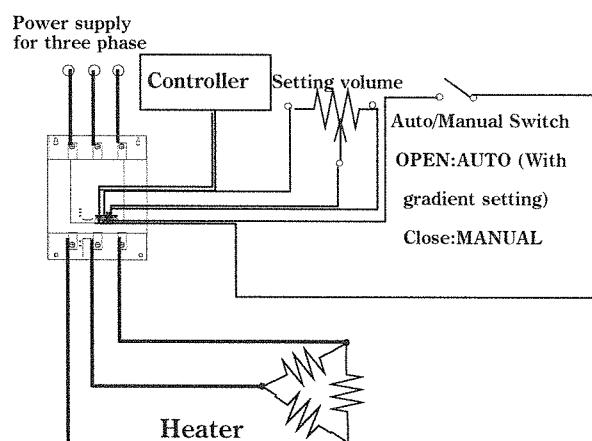 Power supply
for three phase
Controller
Setting volume
Auto/Manual Switch
OPEN:AUTO (With
gradient setting)
Close:MANUAL
Heater